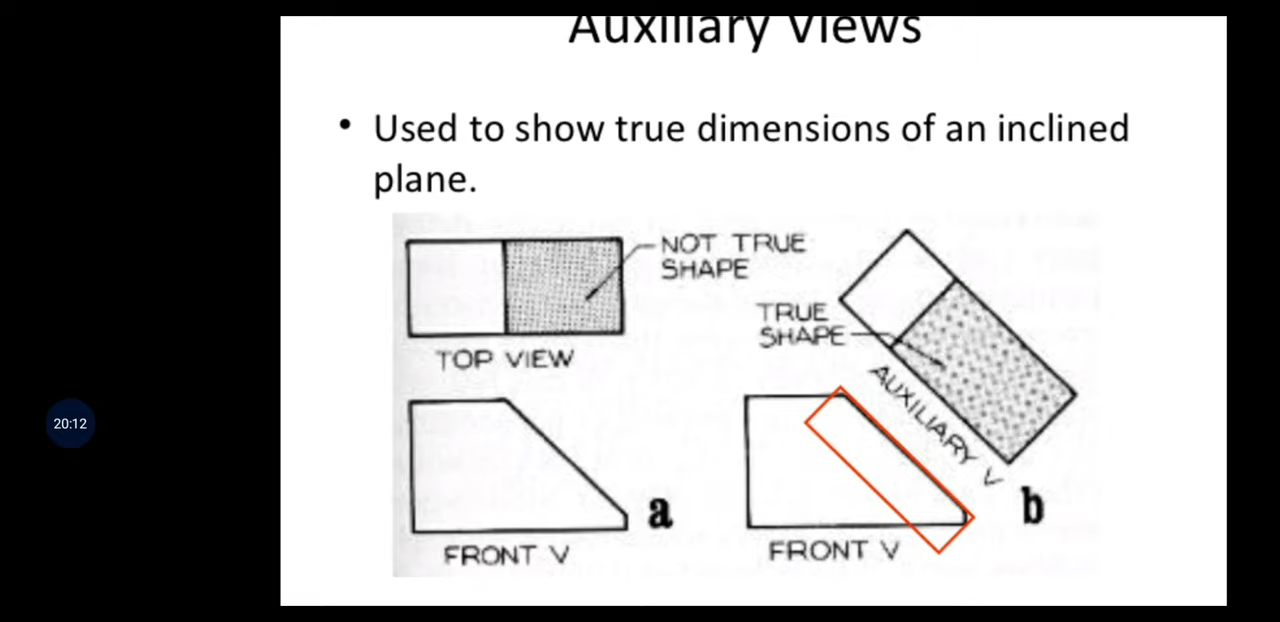 Auxiliary Views
• Used to show true dimensions of an inclined
plane.
NOT TRUE
SHAPE
TOP VIEW
FRONT V
a
TRUE
SHAPE
AUXILIARY V
FRONT V
b
20:12